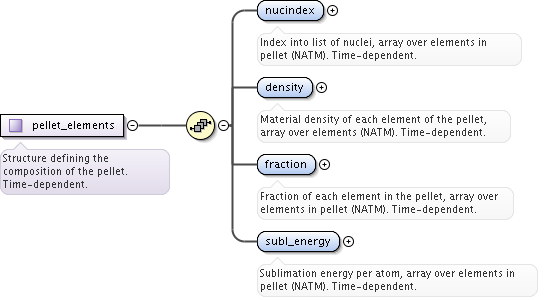 nucindex
Index into list of nuclei, array over elements in
pellet (NATM). Time-dependent.
density
Material density of each element of the pellet,
array over elements (NATM). Time-dependent.
pellet_elements
Structure defining the
composition of the pellet.
Time-dependent.
fraction
Fraction of each element in the pellet, array over
elements in pellet (NATM). Time-dependent.
subl_energy
Sublimation energy per atom, array over elements in
pellet (NATM). Time-dependent.